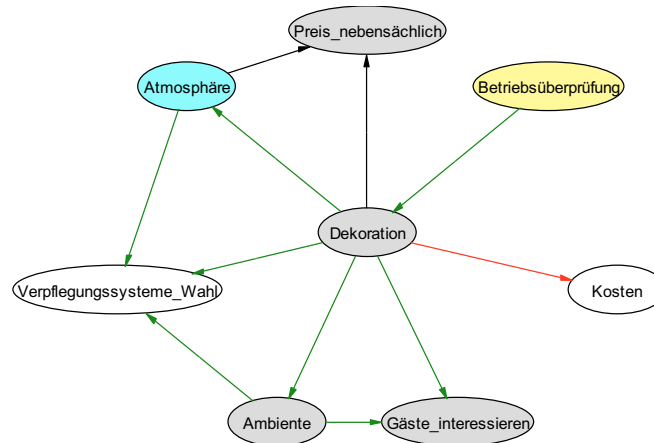 Preis_nebensächlich
Atmosphäre
Betriebsüberprüfung
Dekoration
Verpflegungssysteme_Wahl
Kosten
Ambiente
Gäste_interessieren